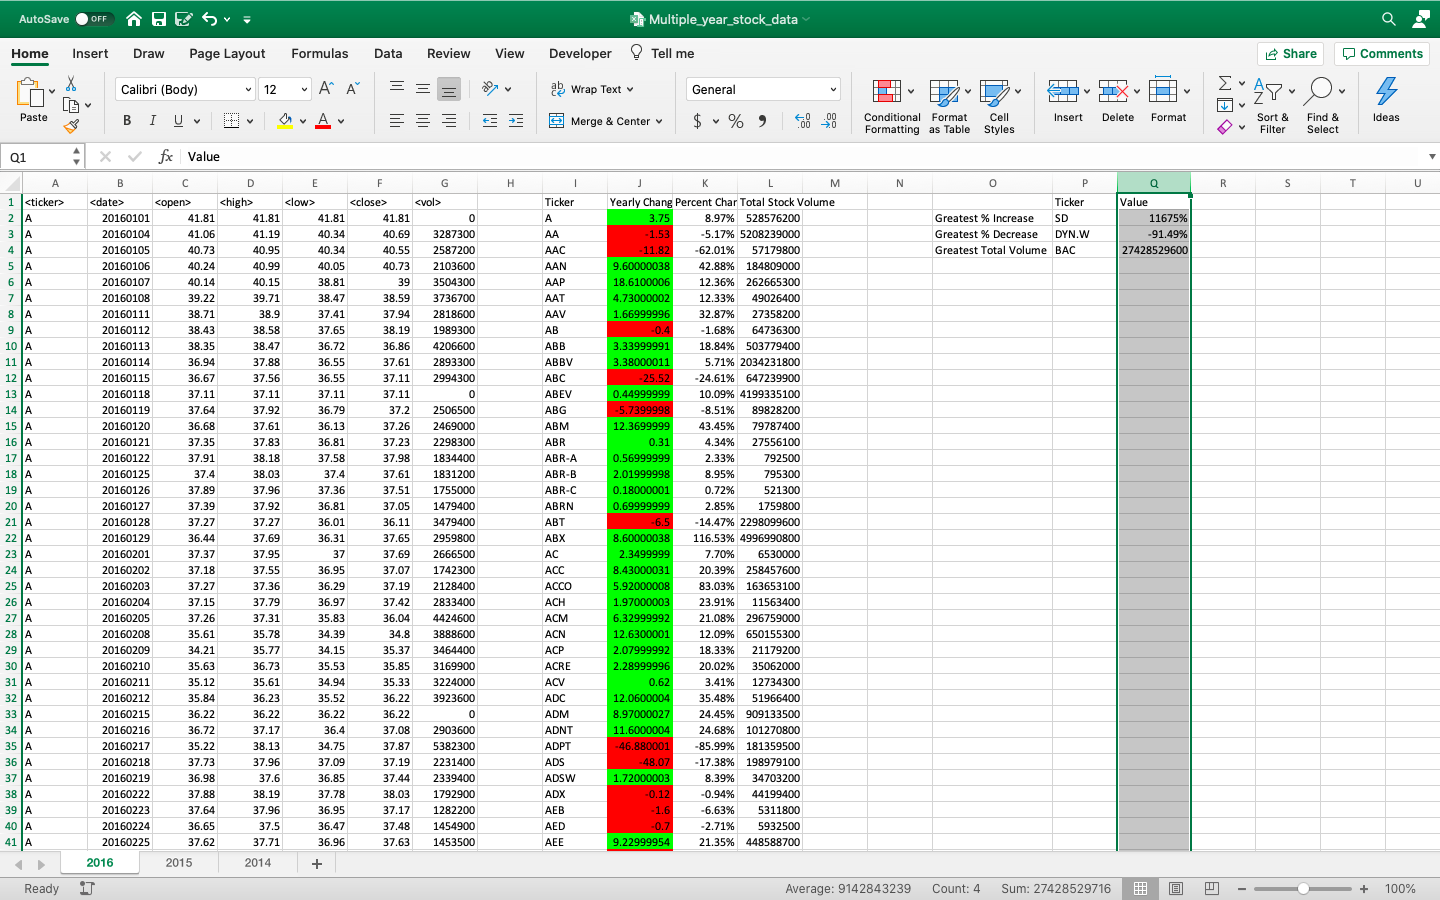 AutoSave OFF Multiple_year_stock_data
Home Insert Draw Page Layout Formulas Data Review View Developer Tell me Share Comments
Paste Calibri (Body) 12 A A ab Wrap Text General Conditional Formatting Format as Table Cell Styles Insert Delete Format Sort & Filter Find & Select Ideas
B I U A Merge & Center $ % 9 .00 .00
Q1 fx Value
A B C D E F G H I J K L M N O P Q R S T U
1 <ticker> <date> <open> <high> <low> <close> <vol> Ticker Yearly Chang Percent Char Total Stock Volume Ticker Value
2 A 20160101 41.81 41.81 41.81 41.81 0 A 3.75 8.97% 528576200 Greatest % Increase SD 11675%
3 A 20160104 41.06 41.19 40.34 40.69 3287300 AA -1.53 -5.17% 5208239000 Greatest % Decrease DYN.W -91.49%
4 A 20160105 40.73 40.95 40.34 40.55 2587200 AAC -11.82 -62.01% 57179800 Greatest Total Volume BAC 27428529600
5 A 20160106 40.24 40.99 40.05 40.73 2103600 AAN 9.60000038 42.88% 184809000
6 A 20160107 40.14 40.15 38.81 39 3504300 AAP 18.6100006 12.36% 262665300
7 A 20160108 39.22 39.71 38.47 38.59 3736700 AAT 4.73000002 12.33% 49026400
8 A 20160111 38.71 38.9 37.41 37.94 2818600 AAV 1.66999996 32.87% 27358200
9 A 20160112 38.43 38.58 37.65 38.19 1989300 AB -0.4 -1.68% 64736300
10 A 20160113 38.35 38.47 36.72 36.86 4206600 ABB 3.33999991 18.84% 503779400
11 A 20160114 36.94 37.88 36.55 37.61 2893300 ABBV 3.38000011 5.71% 2034231800
12 A 20160115 36.67 37.56 36.55 37.11 2994300 ABC -25.52 -24.61% 647239900
13 A 20160118 37.11 37.11 37.11 37.11 0 ABEV 0.44999999 10.09% 4199335100
14 A 20160119 37.64 37.92 36.79 37.2 2506500 ABG -5.7399998 -8.51% 89828200
15 A 20160120 36.68 37.61 36.13 37.26 2469000 ABM 12.3699999 43.45% 79787400
16 A 20160121 37.35 37.83 36.81 37.23 2298300 ABR 0.31 4.34% 27556100
17 A 20160122 37.91 38.18 37.58 37.98 1834400 ABR-A 0.56999999 2.33% 792500
18 A 20160125 37.4 38.03 37.4 37.61 1831200 ABR-B 2.01999998 8.95% 795300
19 A 20160126 37.89 37.96 37.36 37.51 1755000 ABR-C 0.18000001 0.72% 521300
20 A 20160127 37.39 37.92 36.81 37.05 1479400 ABRN 0.69999999 2.85% 1759800
21 A 20160128 37.27 37.27 36.01 36.11 3479400 ABT -6.5 -14.47% 2298099600
22 A 20160129 36.44 37.69 36.31 37.65 2959800 ABX 8.60000038 116.53% 4996990800
23 A 20160201 37.37 37.95 37 37.69 2666500 AC 2.3499999 7.70% 6530000
24 A 20160202 37.18 37.55 36.95 37.07 1742300 ACC 8.43000031 20.39% 258457600
25 A 20160203 37.27 37.36 36.29 37.19 2128400 ACCO 5.92000008 83.03% 163653100
26 A 20160204 37.15 37.79 36.97 37.42 2833400 ACH 1.97000003 23.91% 11563400
27 A 20160205 37.26 37.31 35.83 36.04 4424600 ACM 6.32999992 21.08% 296759000
28 A 20160208 35.61 35.78 34.39 34.8 3888600 ACN 12.6300001 12.09% 650155300
29 A 20160209 34.21 35.77 34.15 35.37 3464400 ACP 2.07999992 18.33% 21179200
30 A 20160210 35.63 36.73 35.53 35.85 3169900 ACRE 2.28999996 20.02% 35062000
31 A 20160211 35.12 35.61 34.94 35.33 3224000 ACV 0.62 3.41% 12734300
32 A 20160212 35.84 36.23 35.52 36.22 3923600 ADC 12.0600004 35.48% 51966400
33 A 20160215 36.22 36.22 36.22 36.22 0 ADM 8.97000027 24.45% 909133500
34 A 20160216 36.72 37.17 36.4 37.08 2903600 ADNT 11.6000004 24.68% 101270800
35 A 20160217 35.22 38.13 34.75 37.87 5382300 ADPT -46.880001 -85.99% 181359500
36 A 20160218 37.73 37.96 37.09 37.19 2231400 ADS -48.07 -17.38% 198979100
37 A 20160219 36.98 37.6 36.85 37.44 2339400 ADSW 1.72000003 8.39% 34703200
38 A 20160222 37.88 38.19 37.78 38.03 1792900 ADX -0.12 -0.94% 44199400
39 A 20160223 37.64 37.96 36.95 37.17 1282200 AEB -1.6 -6.63% 5311800
40 A 20160224 36.65 37.5 36.47 37.48 1454900 AED -0.7 -2.71% 5932500
41 A 20160225 37.62 37.71 36.96 37.63 1453500 AEE 9.22999954 21.35% 448588700
2016 2015 2014 +
Ready Average: 9142843239 Count: 4 Sum: 27428529716 100%